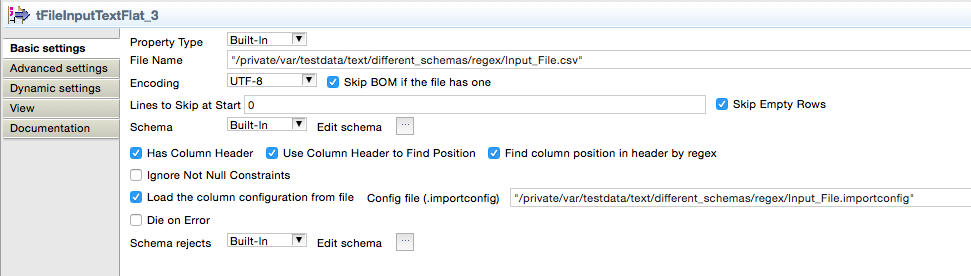 tFileInputTextFlat_3
Basic settings
Advanced settings
Dynamic settings
View
Documentation
Property Type Built-In
File Name "/private/var/testdata/text/different_schemas/regex/Input_File.csv"
Encoding UTF-8 Skip BOM if the file has one
Lines to Skip at Start 0 Skip Empty Rows
Schema Built-In Edit schema ...
Has Column Header Use Column Header to Find Position Find column position in header by regex
Ignore Not Null Constraints
Load the column configuration from file Config file (.importconfig) "/private/var/testdata/text/different_schemas/regex/Input_File.importconfig"
Die on Error
Schema rejects Built-In Edit schema ...